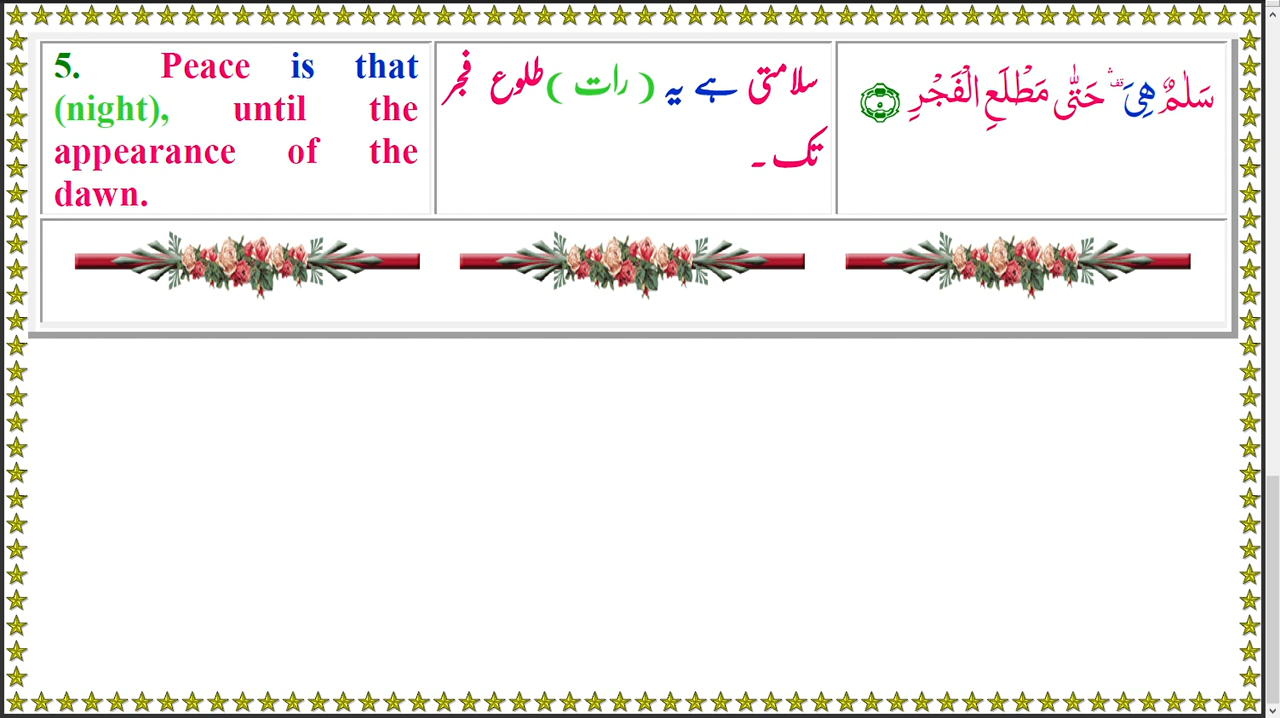 5. Peace is that
(night), until the
appearance of the
dawn.
سلامتی ہے یہ ( رات ) طلوع فجر
تک ۔
سَلٰمٌ هِیَ ۛ۫ حَتّٰی مَطْلَعِ الْفَجْرِ ۵